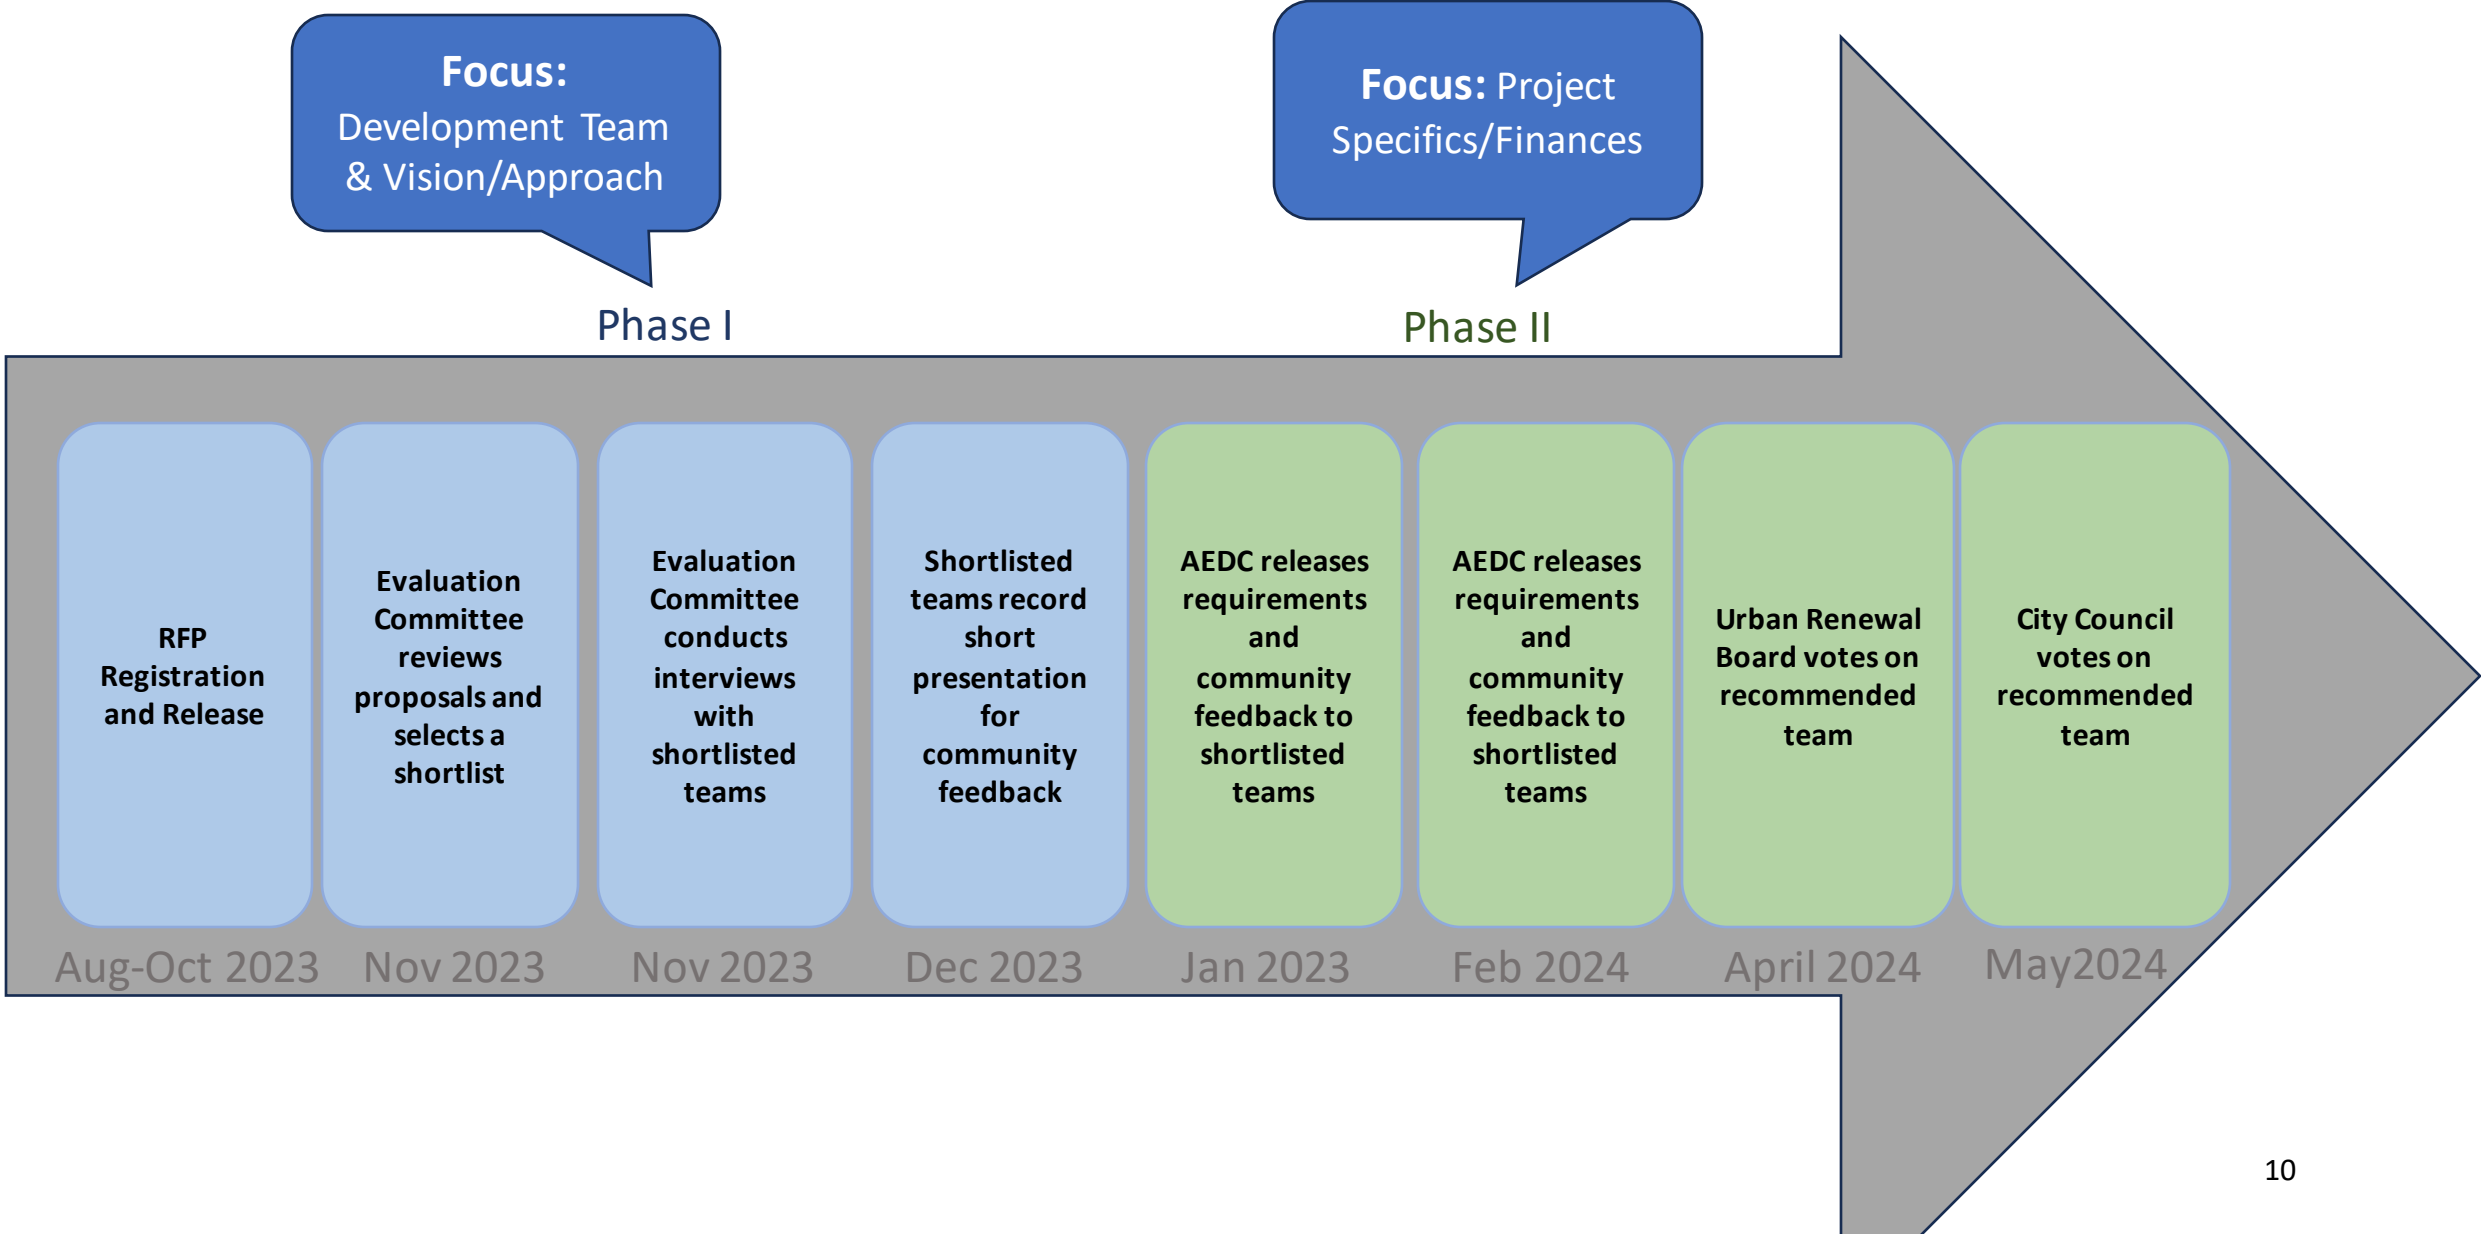 Focus:
Development Team
& Vision/Approach
Focus: Project
Specifics/Finances
Phase I
Phase II
RFP
Registration
and Release
Evaluation
Committee
reviews
proposals and
selects a
shortlist
Evaluation
Committee
conducts
interviews
with
shortlisted
teams
Shortlisted
teams record
short
presentation
for
community
feedback
AEDC releases
requirements
and
community
feedback to
shortlisted
teams
AEDC releases
requirements
and
community
feedback to
shortlisted
teams
Urban Renewal
Board votes on
recommended
team
City Council
votes on
recommended
team
Aug-Oct 2023
Nov 2023
Nov 2023
Dec 2023
Jan 2023
Feb 2024
April 2024
May2024
10